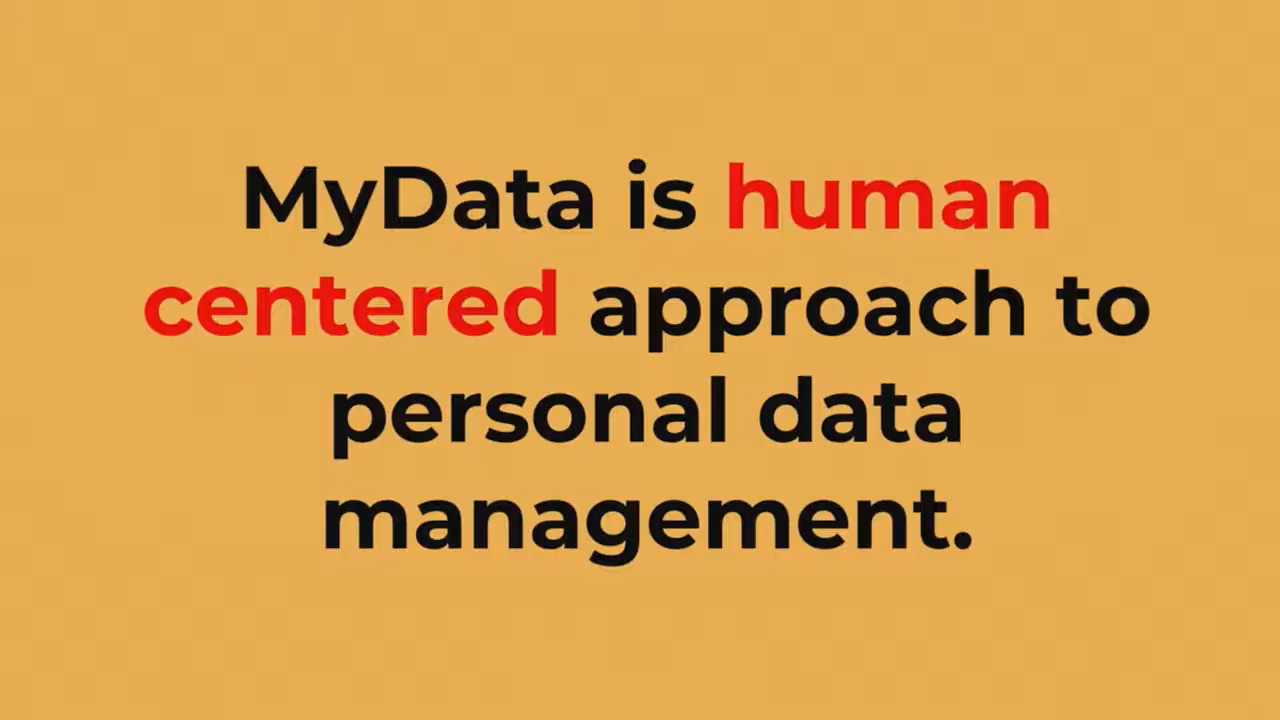 MyData is human
centered approach to
personal data
management.